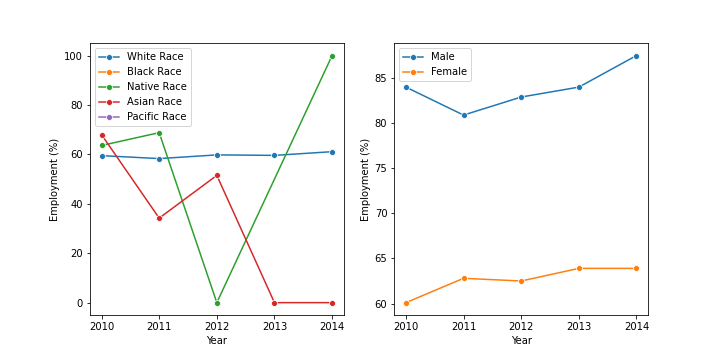 Employment (%)
100
80
60
40
20
0
White Race
Black Race
Native Race
Asian Race
Pacific Race
2010 2011 2012 2013 2014
Year
Employment (%)
85
80
75
70
65
60
Male
Female
2010 2011 2012 2013 2014
Year